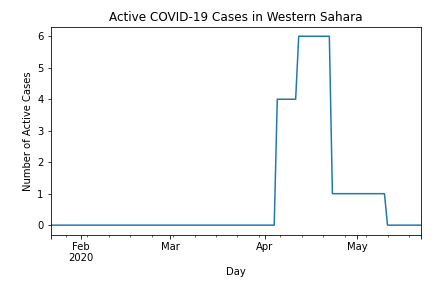 Active COVID-19 Cases in Western Sahara
Number of Active Cases
6
5
4
3
2
1
0
Feb
2020
Mar
Apr
May
Day